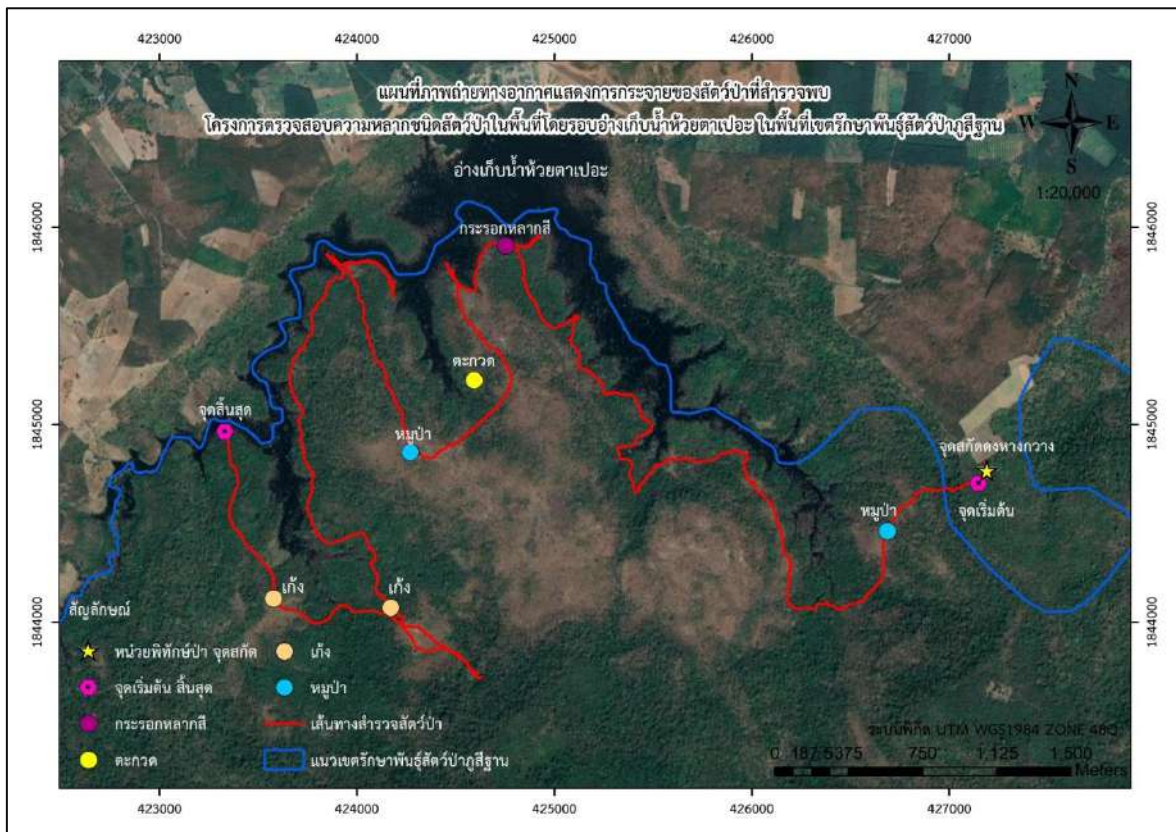 423000 424000 425000 426000 427000
แผนที่ภาพถ่ายทางอากาศแสดงการกระจายของสัตว์ป่าที่สำรวจพบ
โครงการตรวจสอบความหลากชนิดสัตว์ป่าในพื้นที่โดยรอบอ่างเก็บน้ำห้วยตาเปอะ ในพื้นที่เขตรักษาพันธุ์สัตว์ป่าภูสีฐาน
N
W E
S
1:20,000
อ่างเก็บน้ำห้วยตาเปอะ
1846000 1846000
กระรอกหลากสี
ตะกวด
จุดสิ้นสุด
1845000 1845000
หมูป่า
จุดสกัดดงหางกวาง
จุดเริ่มต้น
หมูป่า
เก้ง
เก้ง
1844000 1844000
สัญลักษณ์
หน่วยพิทักษ์ป่า จุดสกัด
เก้ง
จุดเริ่มต้น สิ้นสุด
หมูป่า
กระรอกหลากสี
เส้นทางสำรวจสัตว์ป่า
ตะกวด
แนวเขตรักษาพันธุ์สัตว์ป่าภูสีฐาน
ระบบพิกัด UTM WGS1984 ZONE 48Q
0 187.5375 750 1,125 1,500
Meters
423000 424000 425000 426000 427000